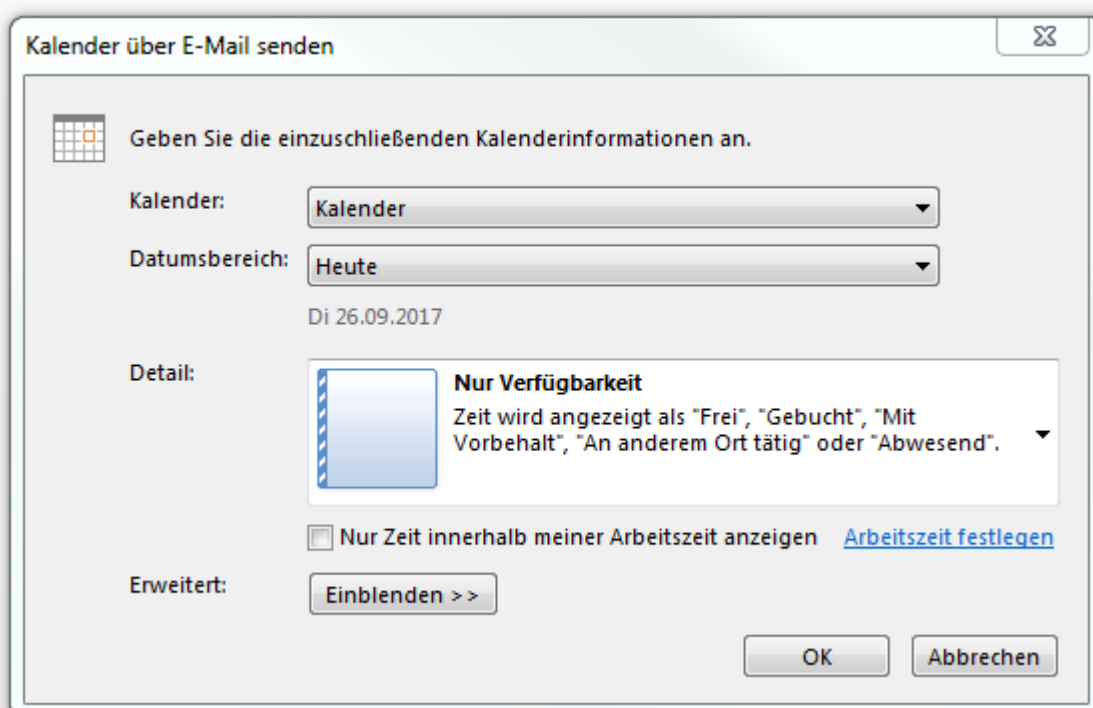 Kalender über E-Mail senden
Geben Sie die einzuschließenden Kalenderinformationen an.
Kalender: Kalender
Datumsbereich: Heute
Di 26.09.2017
Detail: Nur Verfügbarkeit
Zeit wird angezeigt als "Frei", "Gebucht", "Mit
Vorbehalt", "An anderem Ort tätig" oder "Abwesend".
Nur Zeit innerhalb meiner Arbeitszeit anzeigen Arbeitszeit festlegen
Erweitert: Einblenden >>
OK Abbrechen